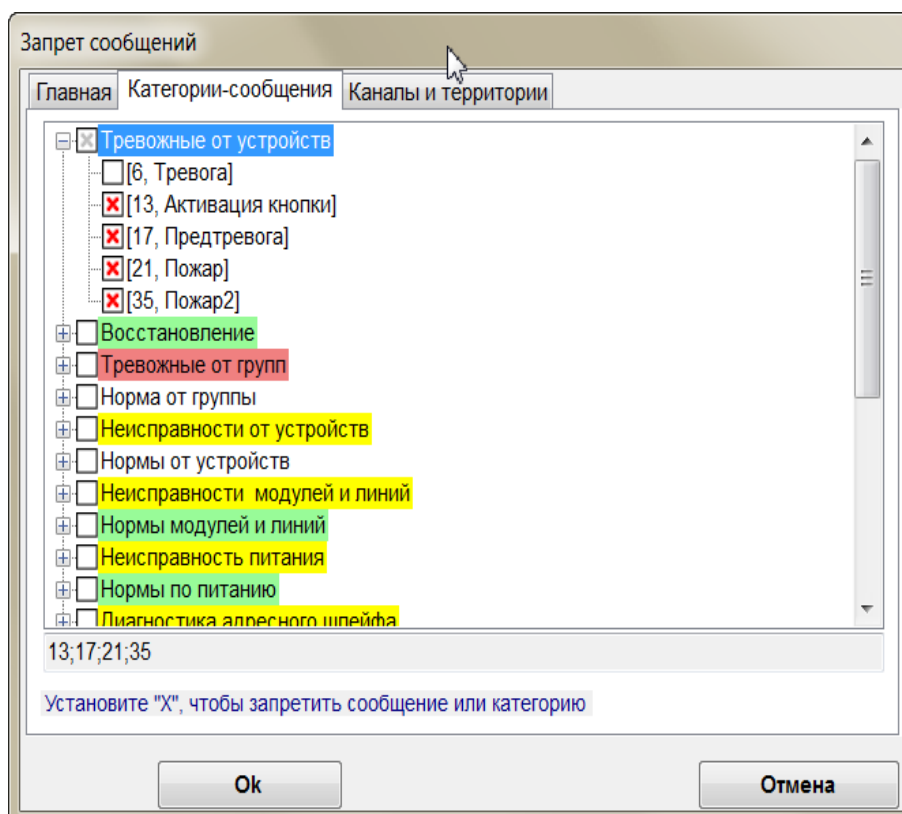 Запрет сообщений
Главная Категории-сообщения Каналы и территории
Тревожные от устройств
[6, Тревога]
[13, Активация кнопки]
[17, Предтревога]
[21, Пожар]
[35, Пожар2]
Восстановление
Тревожные от групп
Норма от группы
Неисправности от устройств
Нормы от устройств
Неисправности модулей и линий
Нормы модулей и линий
Неисправность питания
Нормы по питанию
Диагностика адресного шлейфа
13;17;21;35
Установите "X", чтобы запретить сообщение или категорию
Ok Отмена